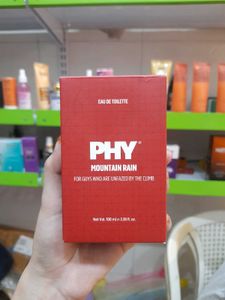 EAU DE TOILETTE
PHY®
MOUNTAIN RAIN
FOR GUYS WHO ARE UNFAZED BY THE CLIMB
Net Vol. 100 ml e 3.38 fl. oz.